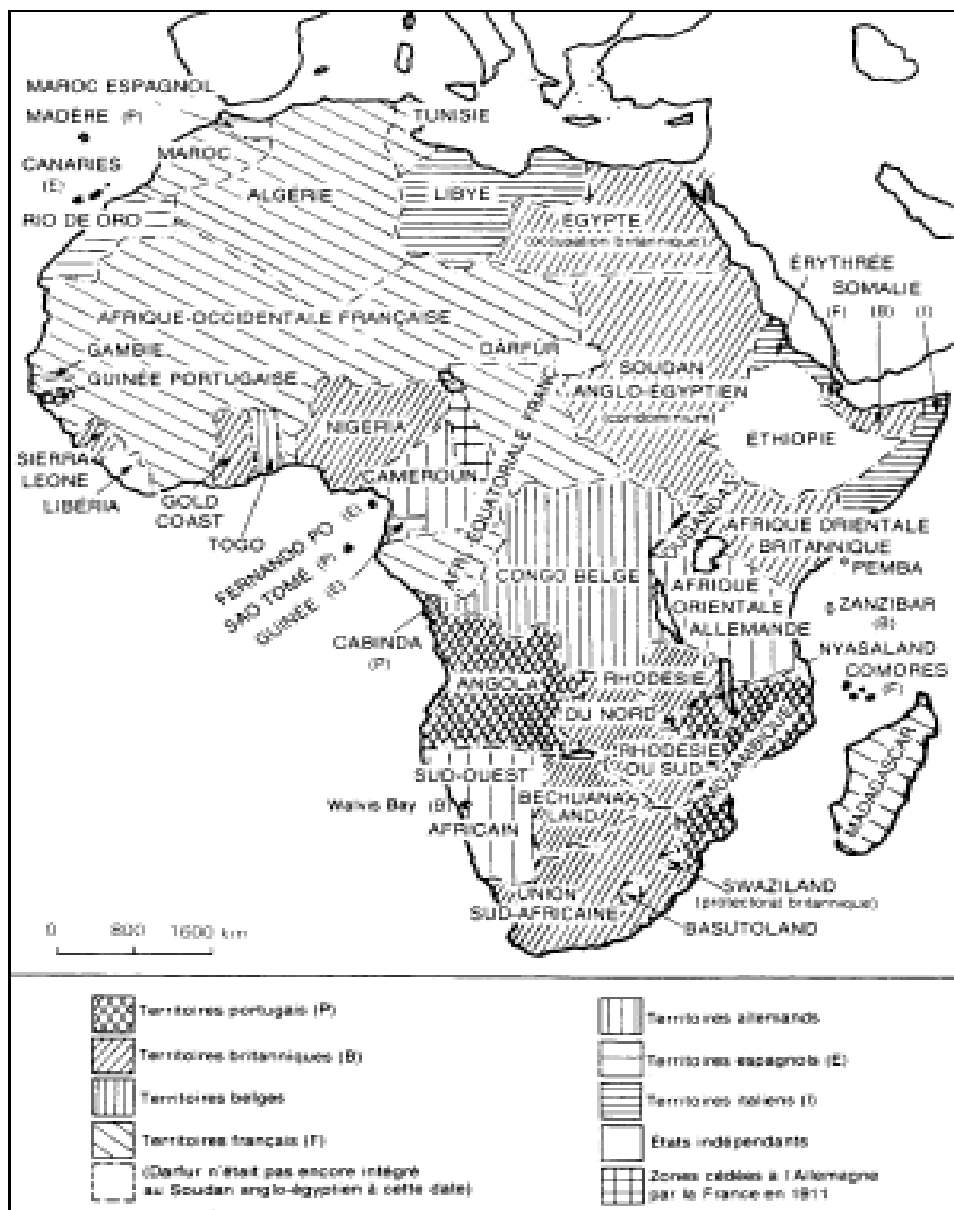 MAROC ESPAGNOL
MADÈRE (P)
TUNISIE
MAROC
CANARIES
(E)
ALGÉRIE
LIBYE
RIO DE ORO
ÉGYPTE
(occupation britannique)
ÉRYTHRÉE
SOMALIE
(F) (B) (I)
AFRIQUE-OCCIDENTALE FRANÇAISE
GAMBIE
DARFUR
GUINÉE PORTUGAISE
SOUDAN
ANGLO-ÉGYPTIEN
(condominium)
NIGÉRIA
ÉTHIOPIE
SIERRA
LEONE
LIBÉRIA
GOLD
COAST
TOGO
CAMEROUN
AFR. ÉQUATORIALE FRANÇ.
OUGANDA
AFRIQUE ORIENTALE
BRITANNIQUE
PEMBA
FERNANDO PO (E)
SAO TOMÉ (P)
GUINÉE (E)
CONGO BELGE
AFRIQUE
ORIENTALE
ALLEMANDE
ZANZIBAR
(B)
CABINDA
(P)
NYASALAND
COMORES
(F)
ANGOLA
RHODÉSIE
DU NORD
RHODÉSIE
DU SUD
MOZAMBIQUE
MADAGASCAR
SUD-OUEST
AFRICAIN
Walvis Bay (B)
BECHUANA
LAND
UNION
SUD-AFRICAINE
SWAZILAND
(protectorat britannique)
BASUTOLAND
0 800 1600 km
Territoires portugais (P)
Territoires britanniques (B)
Territoires belges
Territoires français (F)
(Darfur n'était pas encore intégré
au Soudan anglo-égyptien à cette date)
Territoires allemands
Territoires espagnols (E)
Territoires italiens (I)
États indépendants
Zones cédées à l'Allemagne
par la France en 1911